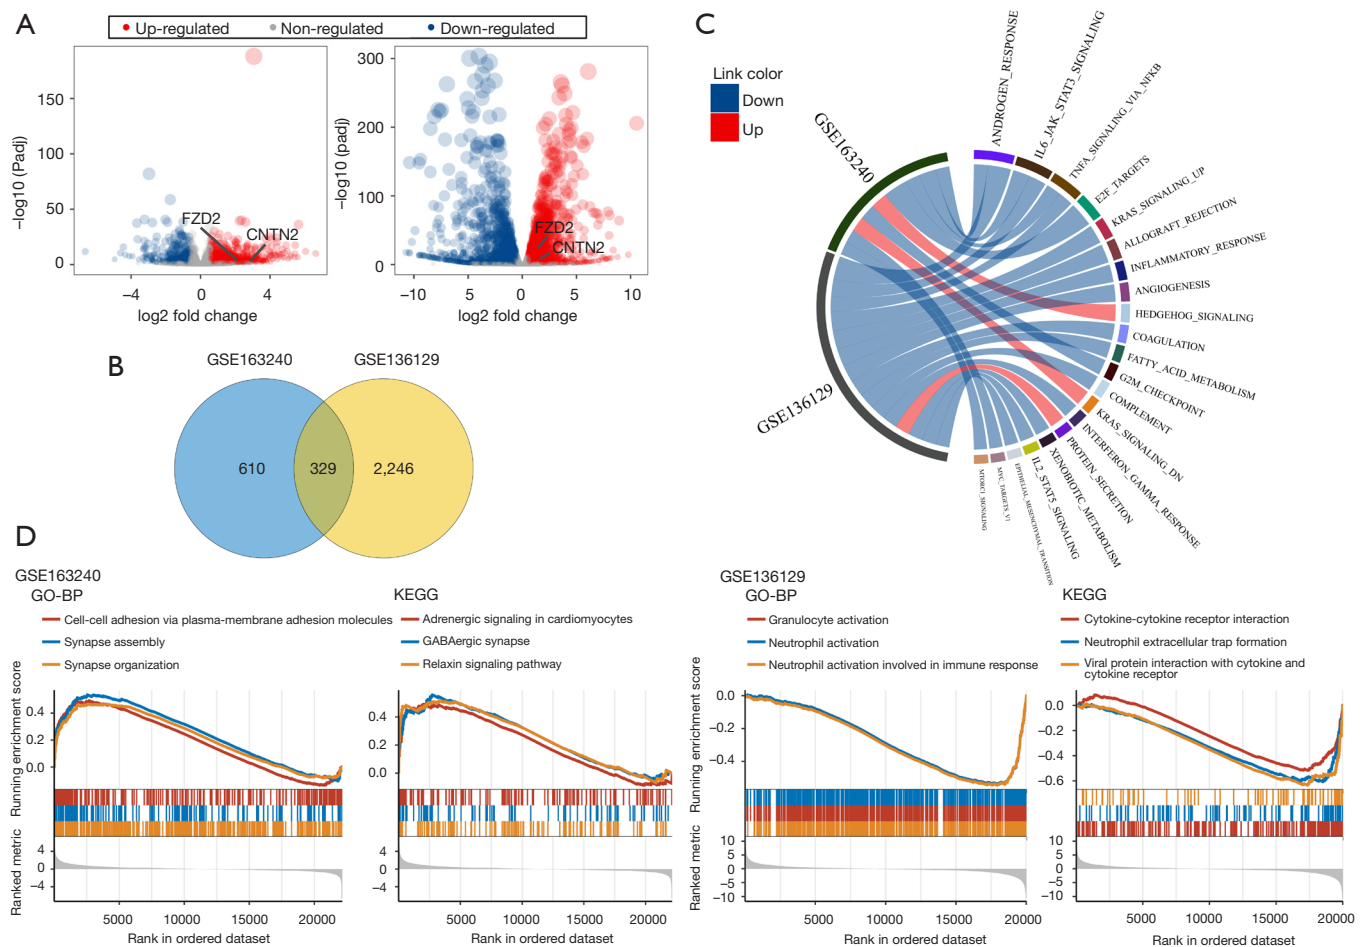 A
Up-regulated Non-regulated Down-regulated
150
100
50
0
−log10 (Padj)
FZD2
CNTN2
−4 0 4
log2 fold change
300
200
100
0
−log10 (padj)
FZD2
CNTN2
−10 −5 0 5 10
log2 fold change
B
GSE163240 GSE136129
610 329 2,246
C
Link color
Down
Up
GSE163240
GSE136129
ANDROGEN_RESPONSE
IL6_JAK_STAT3_SIGNALING
TNFA_SIGNALING_VIA_NFKB
E2F_TARGETS
KRAS_SIGNALING_UP
ALLOGRAFT_REJECTION
INFLAMMATORY_RESPONSE
ANGIOGENESIS
HEDGEHOG_SIGNALING
COAGULATION
FATTY_ACID_METABOLISM
G2M_CHECKPOINT
COMPLEMENT
KRAS_SIGNALING_DN
INTERFERON_GAMMA_RESPONSE
PROTEIN_SECRETION
XENOBIOTIC_METABOLISM
IL2_STAT5_SIGNALING
EPITHELIAL_MESENCHYMAL_TRANSITION
MYC_TARGETS_V1
MTORC1_SIGNALING
D
GSE163240
GO-BP
Cell-cell adhesion via plasma-membrane adhesion molecules
Synapse assembly
Synapse organization
Running enrichment score
0.4
0.2
0.0
Ranked metric
4
0
−4
5000 10000 15000 20000
Rank in ordered dataset
KEGG
Adrenergic signaling in cardiomyocytes
GABAergic synapse
Relaxin signaling pathway
Running enrichment score
0.4
0.2
0.0
Ranked metric
4
0
−4
5000 10000 15000 20000
Rank in ordered dataset
GSE136129
GO-BP
Granulocyte activation
Neutrophil activation
Neutrophil activation involved in immune response
Running enrichment score
0.0
−0.2
−0.4
Ranked metric
10
5
0
−5
−10
5000 10000 15000 20000
Rank in ordered dataset
KEGG
Cytokine-cytokine receptor interaction
Neutrophil extracellular trap formation
Viral protein interaction with cytokine and
cytokine receptor
Running enrichment score
0.0
−0.2
−0.4
−0.6
Ranked metric
10
5
0
−5
−10
5000 10000 15000 20000
Rank in ordered dataset